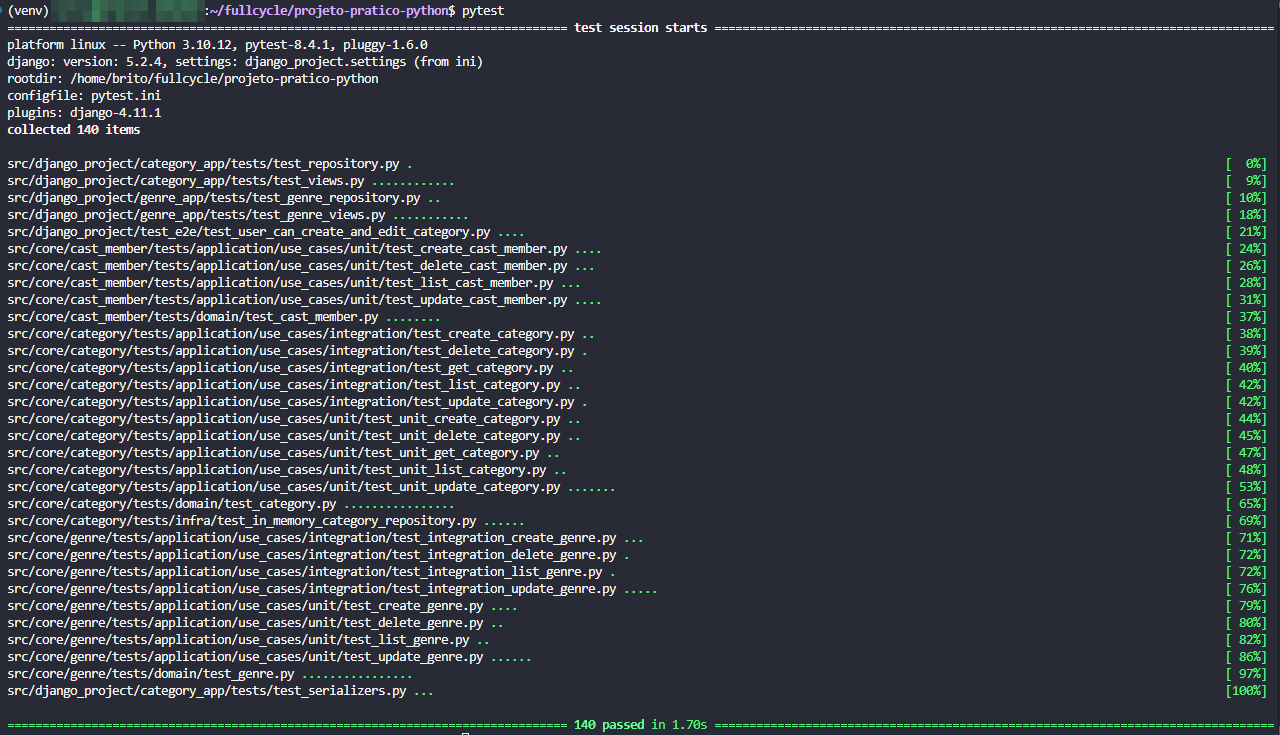 (venv) :~/fullcycle/projeto-pratico-python$ pytest
================================================================================ test session starts ================================================================================
platform linux -- Python 3.10.12, pytest-8.4.1, pluggy-1.6.0
django: version: 5.2.4, settings: django_project.settings (from ini)
rootdir: /home/brito/fullcycle/projeto-pratico-python
configfile: pytest.ini
plugins: django-4.11.1
collected 140 items
src/django_project/category_app/tests/test_repository.py . [  0%]
src/django_project/category_app/tests/test_views.py ............ [  9%]
src/django_project/genre_app/tests/test_genre_repository.py .. [ 10%]
src/django_project/genre_app/tests/test_genre_views.py ........... [ 18%]
src/django_project/test_e2e/test_user_can_create_and_edit_category.py .... [ 21%]
src/core/cast_member/tests/application/use_cases/unit/test_create_cast_member.py .... [ 24%]
src/core/cast_member/tests/application/use_cases/unit/test_delete_cast_member.py ... [ 26%]
src/core/cast_member/tests/application/use_cases/unit/test_list_cast_member.py ... [ 28%]
src/core/cast_member/tests/application/use_cases/unit/test_update_cast_member.py .... [ 31%]
src/core/cast_member/tests/domain/test_cast_member.py ........ [ 37%]
src/core/category/tests/application/use_cases/integration/test_create_category.py .. [ 38%]
src/core/category/tests/application/use_cases/integration/test_delete_category.py . [ 39%]
src/core/category/tests/application/use_cases/integration/test_get_category.py .. [ 40%]
src/core/category/tests/application/use_cases/integration/test_list_category.py .. [ 42%]
src/core/category/tests/application/use_cases/integration/test_update_category.py . [ 42%]
src/core/category/tests/application/use_cases/unit/test_unit_create_category.py .. [ 44%]
src/core/category/tests/application/use_cases/unit/test_unit_delete_category.py .. [ 45%]
src/core/category/tests/application/use_cases/unit/test_unit_get_category.py .. [ 47%]
src/core/category/tests/application/use_cases/unit/test_unit_list_category.py .. [ 48%]
src/core/category/tests/application/use_cases/unit/test_unit_update_category.py ....... [ 53%]
src/core/category/tests/domain/test_category.py ................ [ 65%]
src/core/category/tests/infra/test_in_memory_category_repository.py ...... [ 69%]
src/core/genre/tests/application/use_cases/integration/test_integration_create_genre.py ... [ 71%]
src/core/genre/tests/application/use_cases/integration/test_integration_delete_genre.py . [ 72%]
src/core/genre/tests/application/use_cases/integration/test_integration_list_genre.py . [ 72%]
src/core/genre/tests/application/use_cases/integration/test_integration_update_genre.py ..... [ 76%]
src/core/genre/tests/application/use_cases/unit/test_create_genre.py .... [ 79%]
src/core/genre/tests/application/use_cases/unit/test_delete_genre.py .. [ 80%]
src/core/genre/tests/application/use_cases/unit/test_list_genre.py .. [ 82%]
src/core/genre/tests/application/use_cases/unit/test_update_genre.py ...... [ 86%]
src/core/genre/tests/domain/test_genre.py ................ [ 97%]
src/django_project/category_app/tests/test_serializers.py ... [100%]
================================================================================ 140 passed in 1.70s ================================================================================